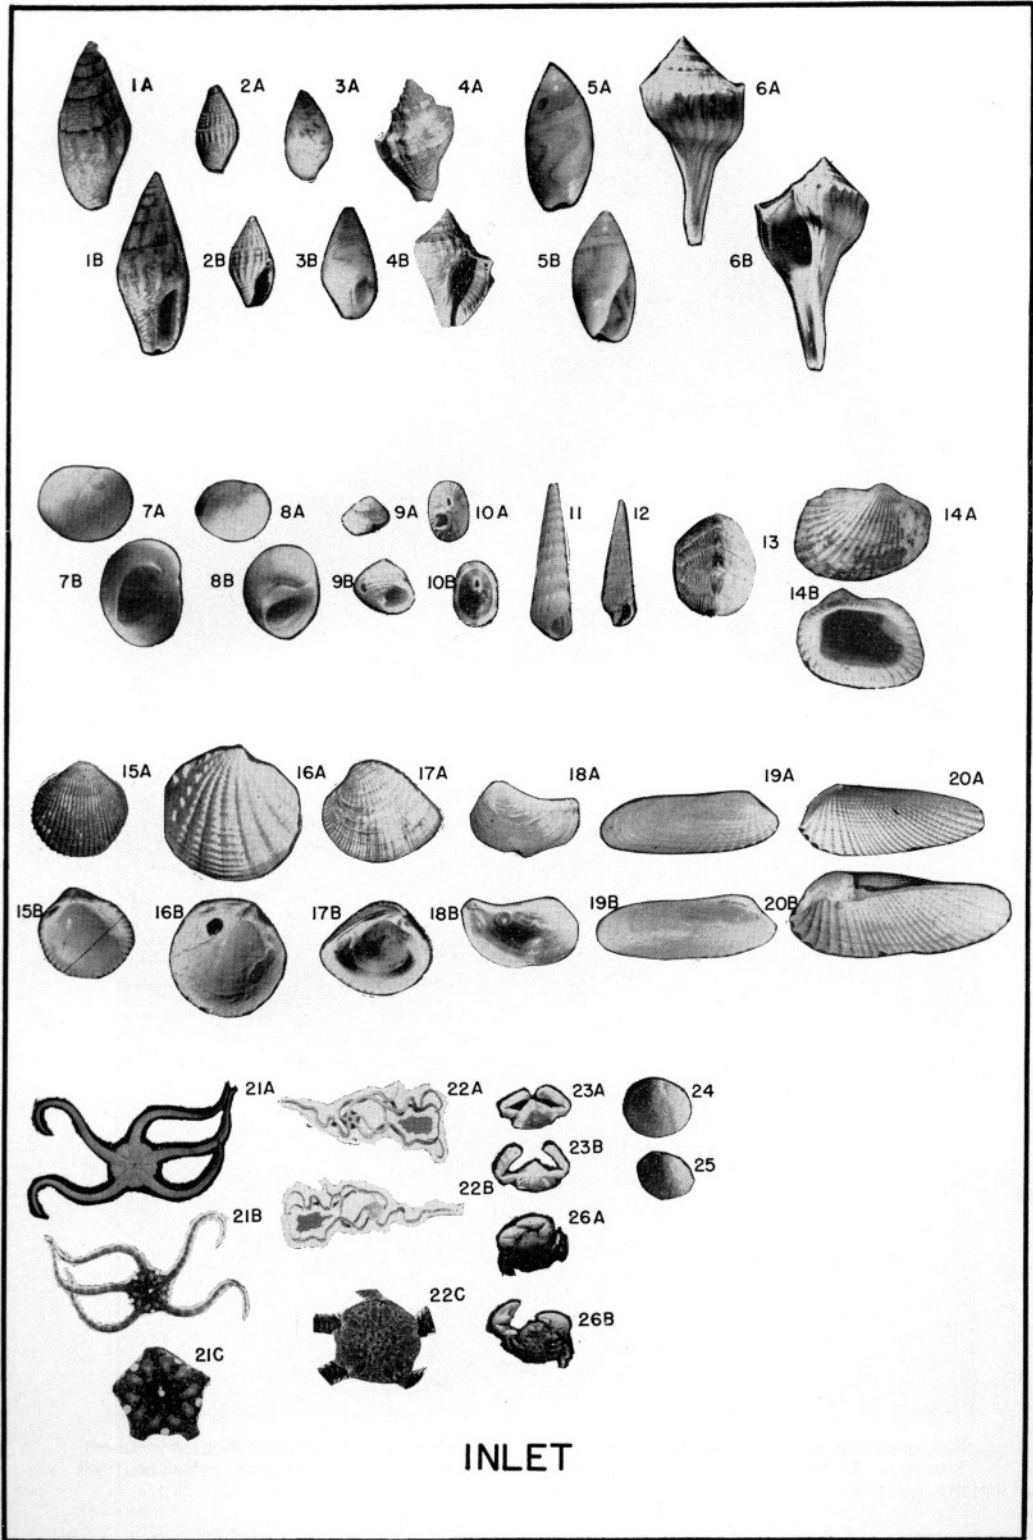 1A 2A 3A 4A 5A 6A
1B 2B 3B 4B 5B 6B
7A 8A 9A 10A 11 12 13 14A
7B 8B 9B 10B 14B
15A 16A 17A 18A 19A 20A
15B 16B 17B 18B 19B 20B
21A 22A 23A 24
23B 25
21B 22B 26A
22C 26B
21C
INLET